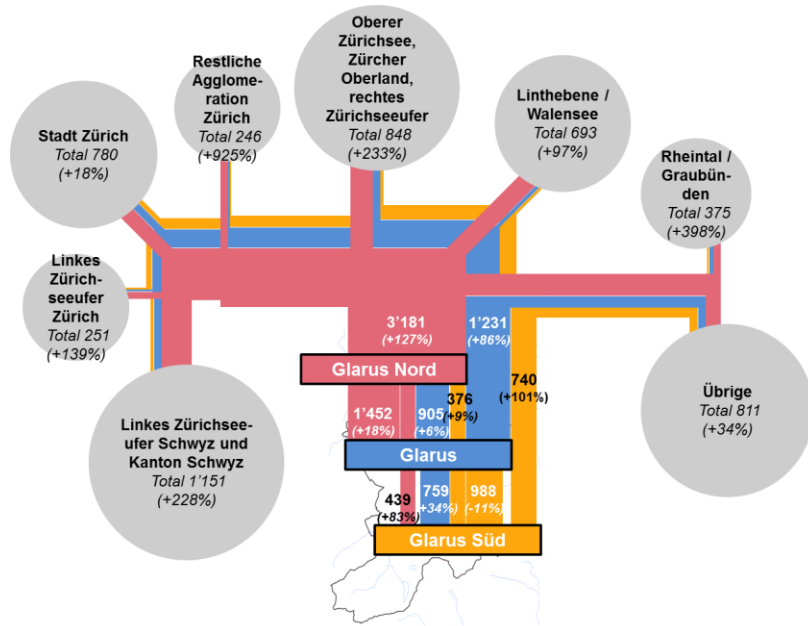 Oberer
Zürichsee,
Zürcher
Oberland,
rechtes
Zürichseeufer
Total 848
(+233%)
Restliche
Agglome-
ration
Zürich
Total 246
(+925%)
Linthebene /
Walensee
Total 693
(+97%)
Stadt Zürich
Total 780
(+18%)
Rheintal /
Graubün-
den
Total 375
(+398%)
Linkes
Zürich-
seeufer
Zürich
Total 251
(+139%)
Linkes Zürichsee-
ufer Schwyz und
Kanton Schwyz
Total 1'151
(+228%)
Übrige
Total 811
(+34%)
3'181
(+127%)
1'231
(+86%)
740
(+101%)
Glarus Nord
1'452
(+18%)
905
(+6%)
376
(+9%)
Glarus
439
(+83%)
759
+34%)
988
(-11%)
Glarus Süd